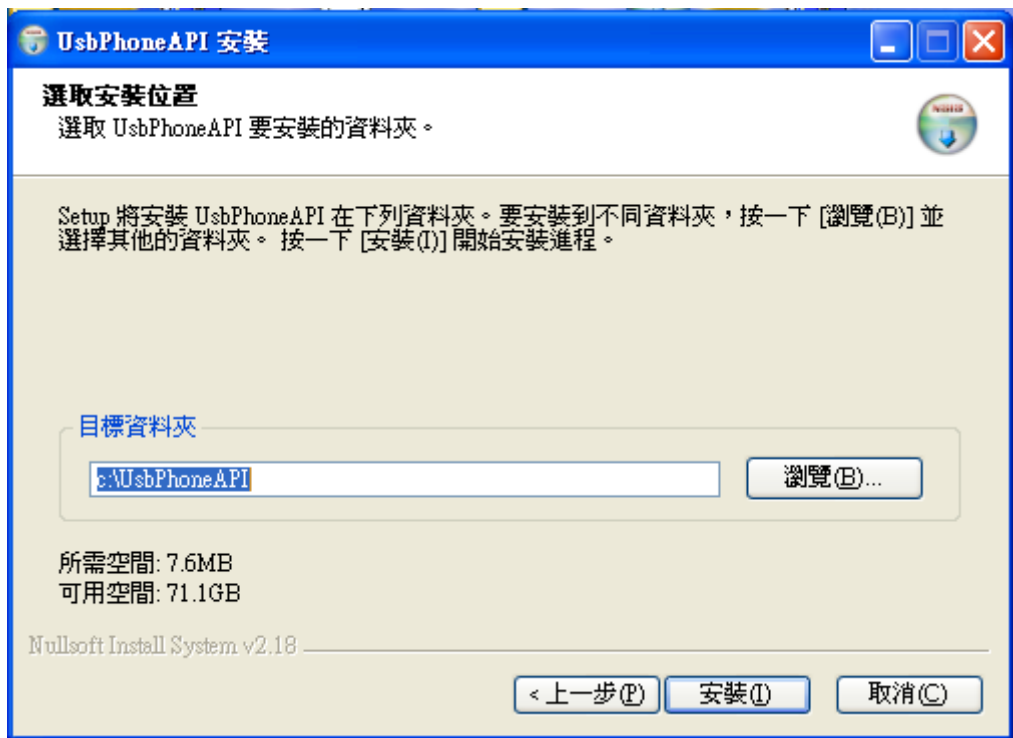 UsbPhoneAPI 安裝
選取安裝位置
選取 UsbPhoneAPI 要安裝的資料夾。
Setup 將安裝 UsbPhoneAPI 在下列資料夾。要安裝到不同資料夾，按一下 [瀏覽(B)] 並
選擇其他的資料夾。 按一下 [安裝(I)] 開始安裝進程。
目標資料夾
c:\UsbPhoneAPI
瀏覽(B)...
所需空間: 7.6MB
可用空間: 71.1GB
Nullsoft Install System v2.18
<上一步(P) 安裝(I) 取消(C)